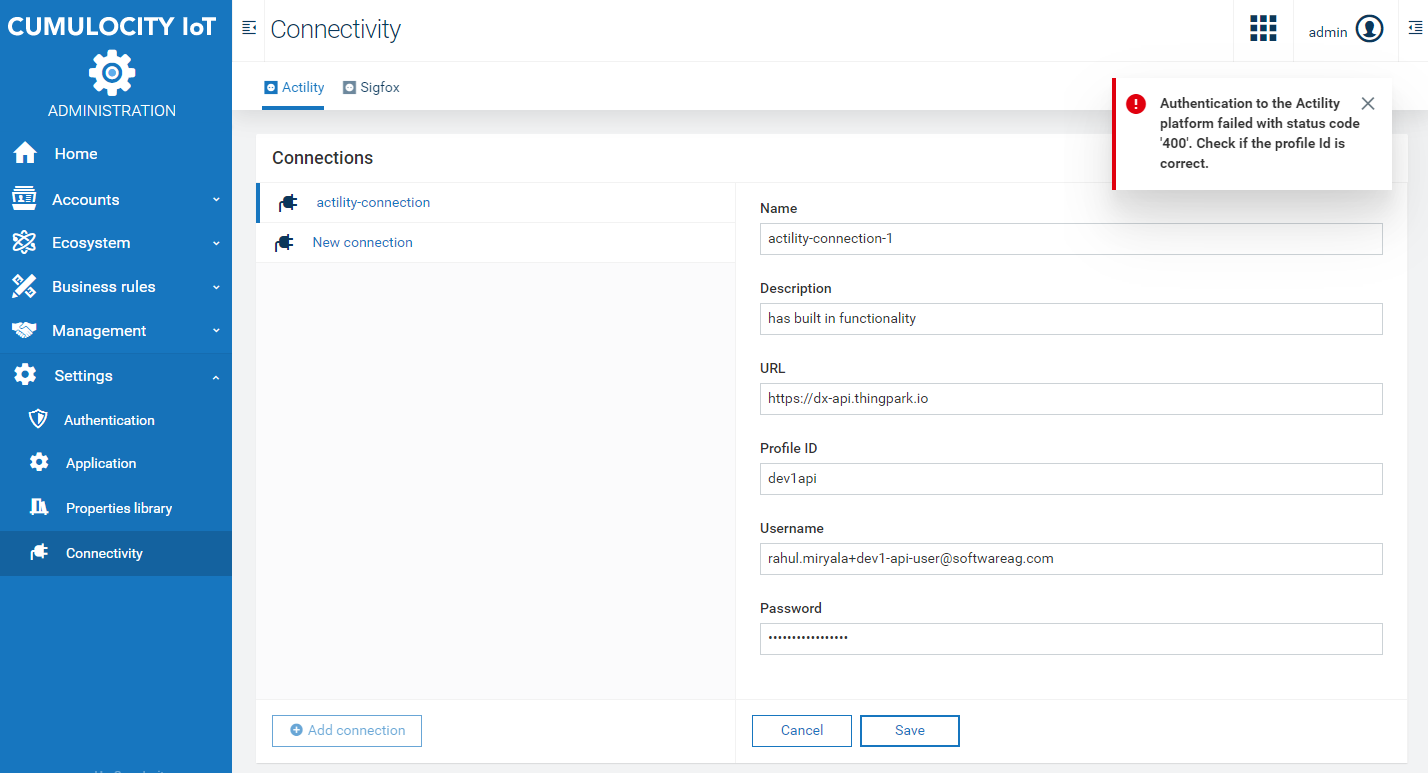 CUMULOCITY IoT
ADMINISTRATION
Home
Accounts
Ecosystem
Business rules
Management
Settings
Authentication
Application
Properties library
Connectivity
Connectivity
admin
Actility
Sigfox
Authentication to the Actility
platform failed with status code
'400'. Check if the profile Id is
correct.
Connections
actility-connection
New connection
Name
actility-connection-1
Description
has built in functionality
URL
https://dx-api.thingpark.io
Profile ID
dev1api
Username
rahul.miryala+dev1-api-user@softwareag.com
Password
•••••••••••••••••
Add connection
Cancel
Save